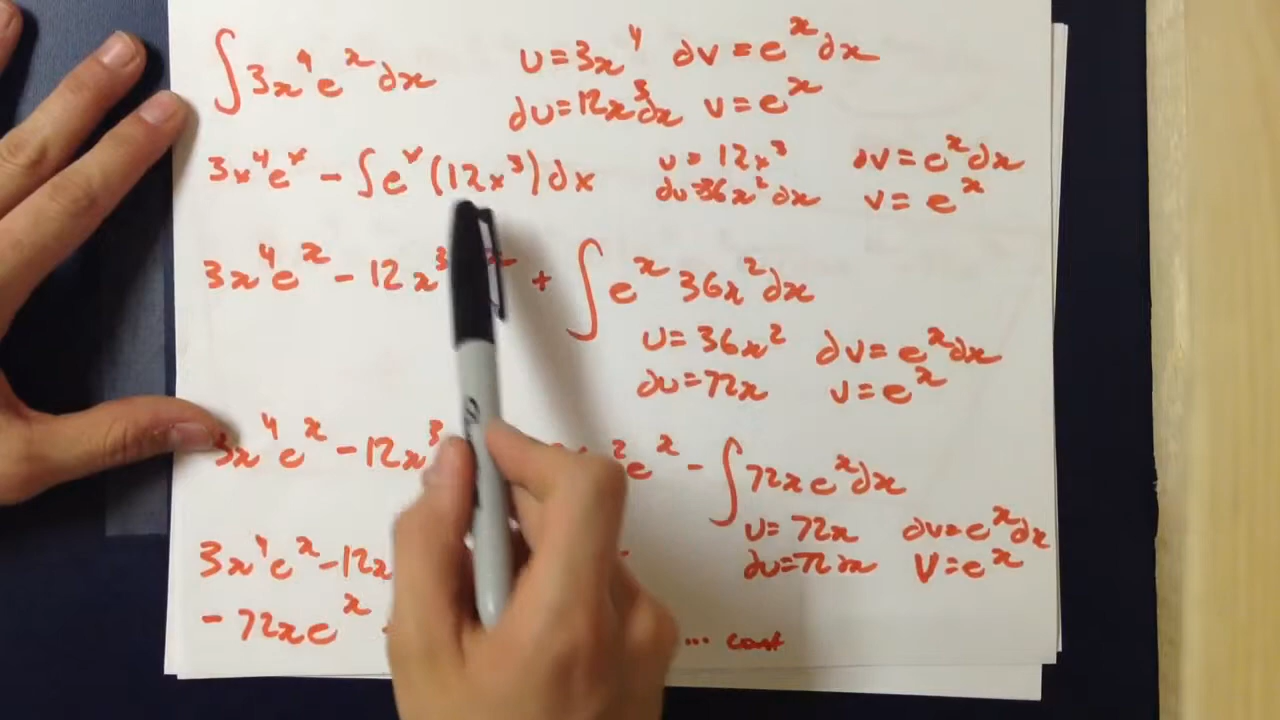 ∫3x⁴eˣdx u=3x⁴ dv=eˣdx
du=12x³dx v=eˣ
3x⁴eˣ - ∫eˣ(12x³)dx u=12x³ dv=eˣdx
du=36x²dx v=eˣ
3x⁴eˣ - 12x³ + ∫eˣ36x²dx
u=36x² dv=eˣdx
du=72x v=eˣ
3x⁴eˣ - 12x³ ²eˣ - ∫72xeˣdx
u=72x dv=eˣdx
du=72dx v=eˣ
3x⁴eˣ-12x
-72xeˣ ... const